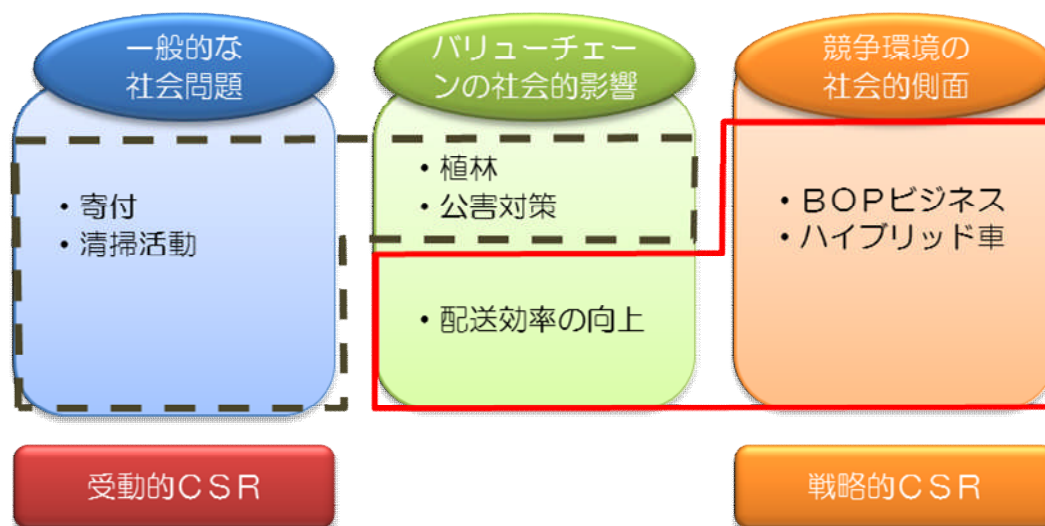 一般的な
社会問題
・寄付
・清掃活動
バリューチェー
ンの社会的影響
・植林
・公害対策
・配送効率の向上
競争環境の
社会的側面
・ＢＯＰビジネス
・ハイブリッド車
受動的ＣＳＲ
戦略的ＣＳＲ